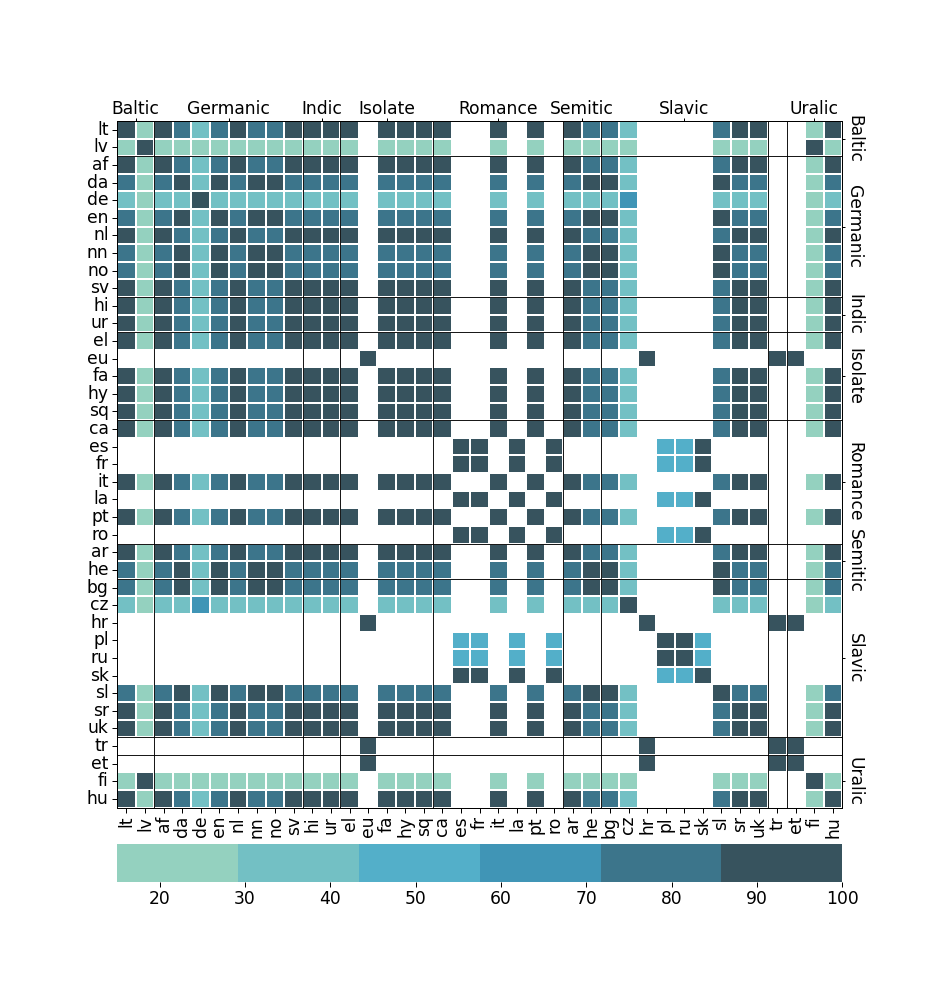 Baltic Germanic Indic Isolate Romance Semitic Slavic Uralic
lt
lv
af
da
de
en
nl
nn
no
sv
hi
ur
el
eu
fa
hy
sq
ca
es
fr
it
la
pt
ro
ar
he
bg
cz
hr
pl
ru
sk
sl
sr
uk
tr
et
fi
hu
Baltic
Germanic
Indic
Isolate
Romance
Semitic
Slavic
Uralic
lt lv af da de en nl nn no sv hi ur el eu fa hy sq ca es fr it la pt ro ar he bg cz hr pl ru sk sl sr uk tr et fi hu
20 30 40 50 60 70 80 90 100